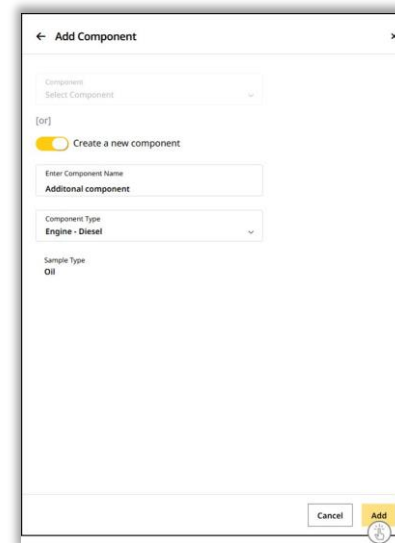 ← Add Component
×
Component
Select Component
[or]
Create a new component
Enter Component Name
Additonal component
Component Type
Engine - Diesel
Sample Type
Oil
Cancel
Add